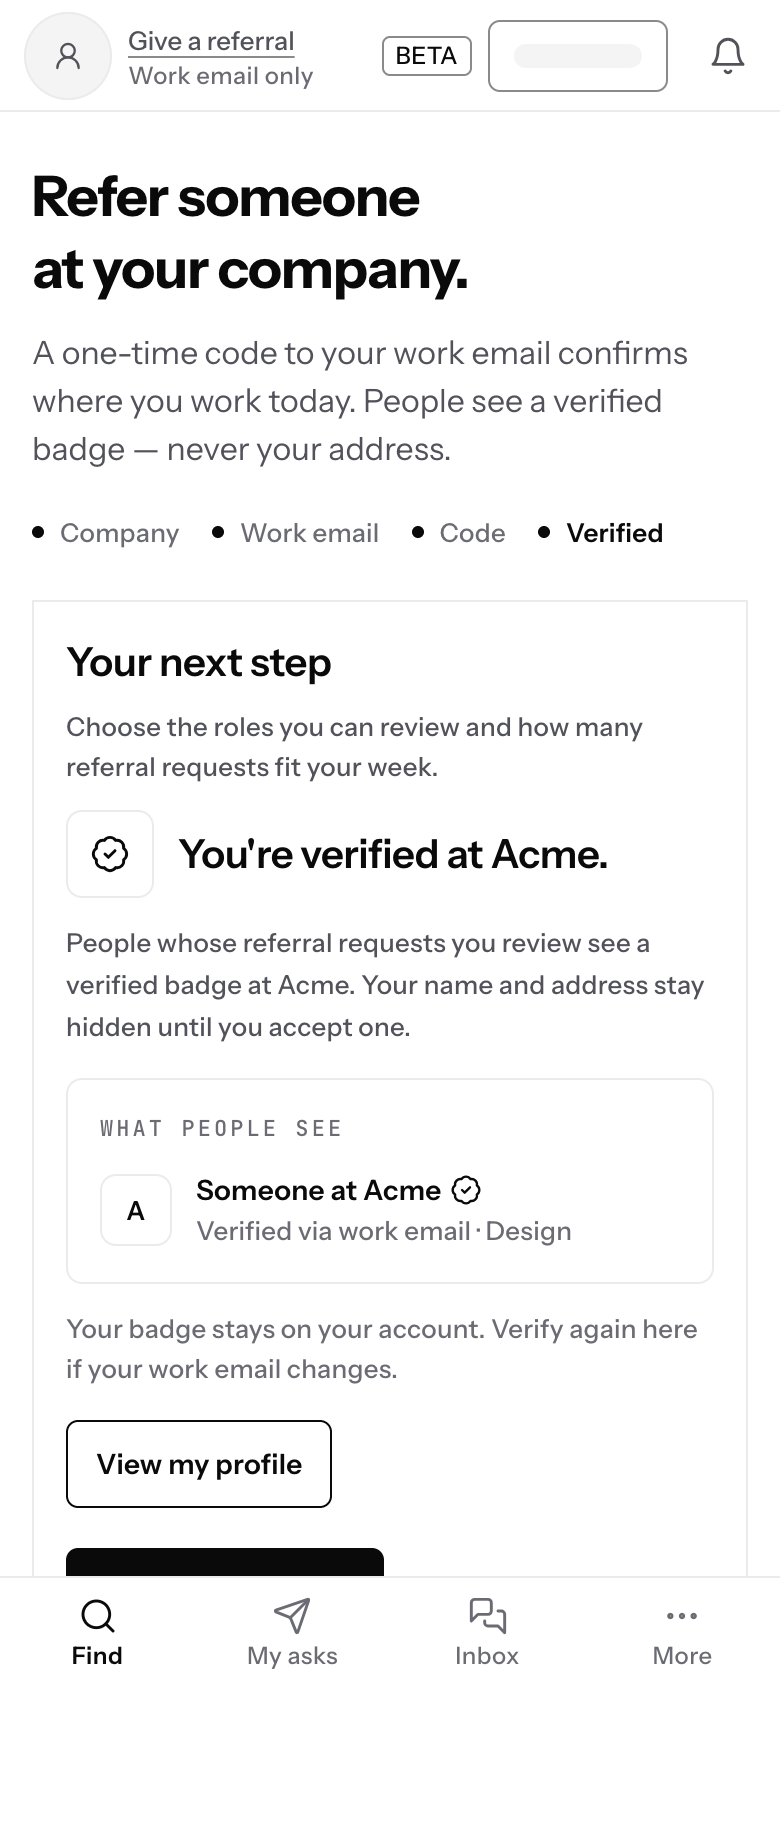 Give a referral
Work email only
BETA
Refer someone
at your company.
A one-time code to your work email confirms
where you work today. People see a verified
badge — never your address.
Company
Work email
Code
Verified
Your next step
Choose the roles you can review and how many
referral requests fit your week.
You're verified at Acme.
People whose referral requests you review see a
verified badge at Acme. Your name and address stay
hidden until you accept one.
WHAT PEOPLE SEE
A
Someone at Acme
Verified via work email · Design
Your badge stays on your account. Verify again here
if your work email changes.
View my profile
Find
My asks
Inbox
More